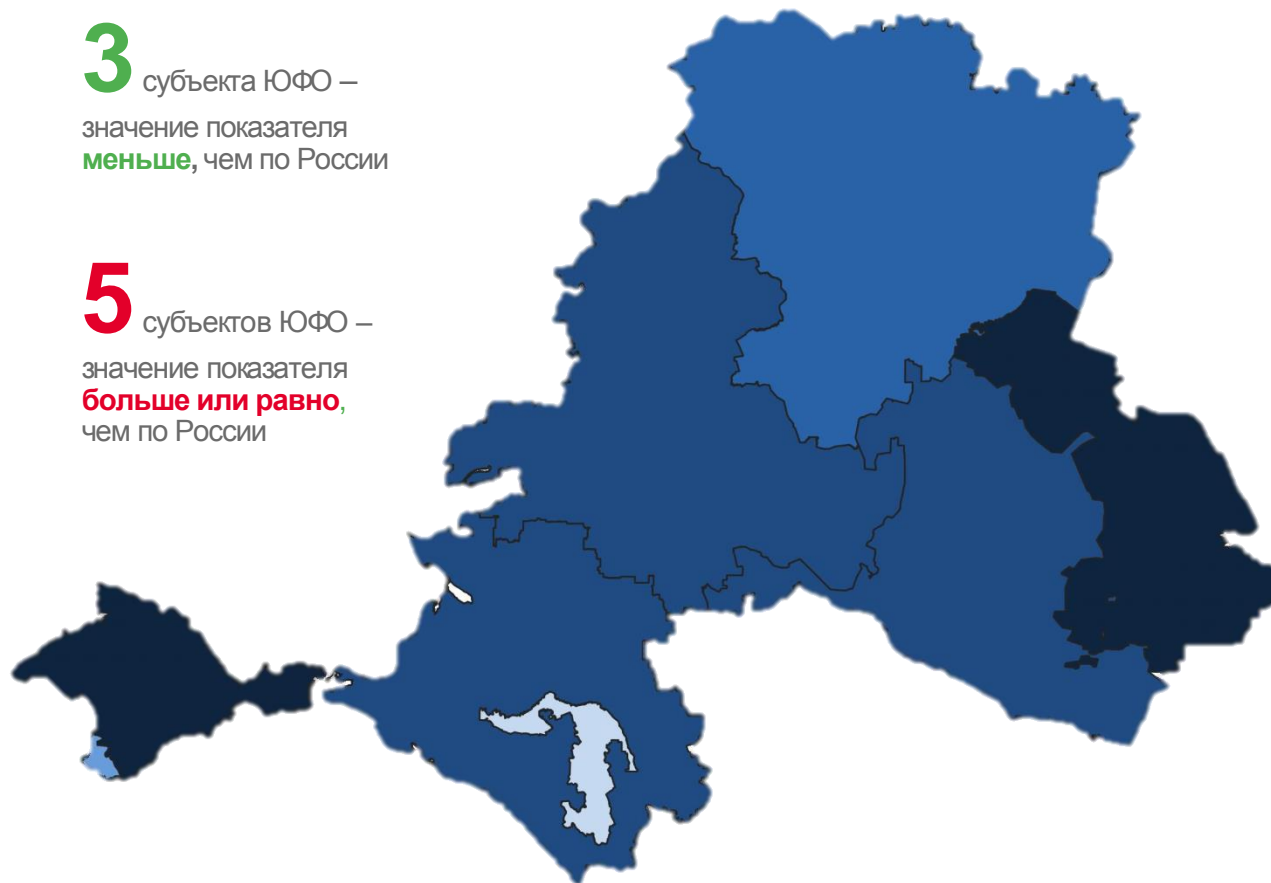 3 субъекта ЮФО –
значение показателя
меньше, чем по России
5 субъектов ЮФО –
значение показателя
больше или равно,
чем по России